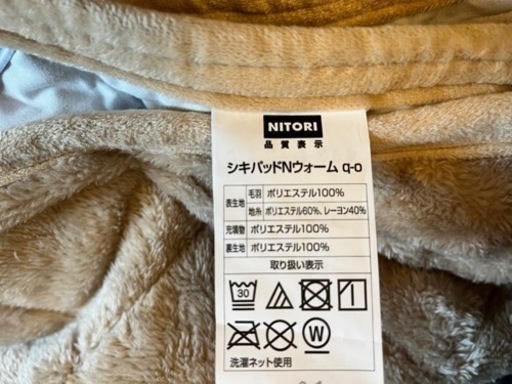 NITORI
品質表示
シキパッドNウォーム q-o
表生地 毛羽 ポリエステル100%
地糸 ポリエステル60%、レーヨン40%
充填物 ポリエステル100%
裏生地 ポリエステル100%
取り扱い表示
30
W
洗濯ネット使用